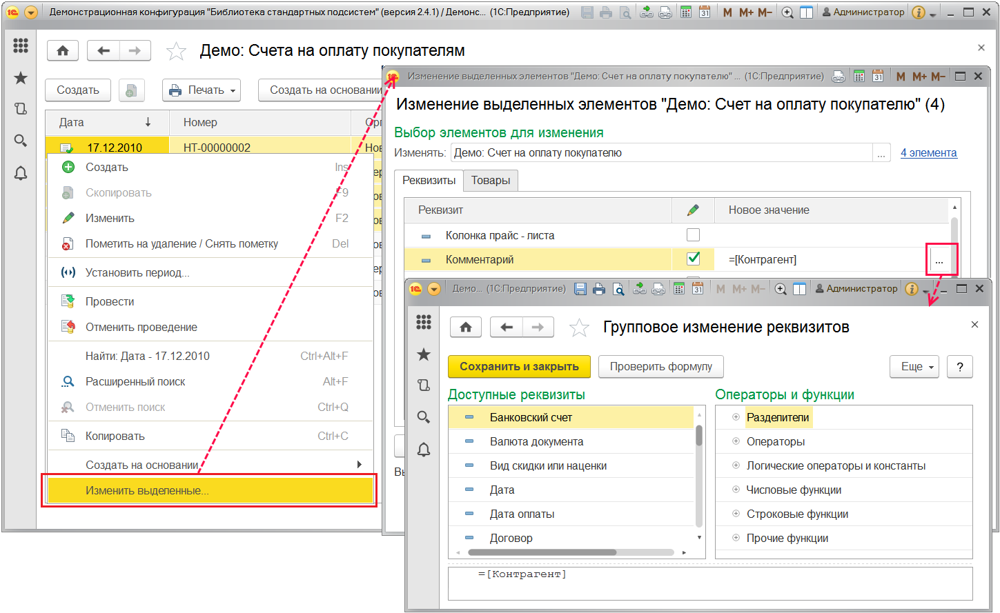 Демонстрационная конфигурация "Библиотека стандартных подсистем" (версия 2.4.1) / Демонс... (1С:Предприятие)
M M+ M-
Администратор
Демо: Счета на оплату покупателям
Создать
Печать
Создать на основании
Дата
Номер
Орг
17.12.2010
НТ-00000002
Нов
Создать Ins
Скопировать F9
Изменить F2
Пометить на удаление / Снять пометку Del
Установить период...
Провести
Отменить проведение
Найти: Дата - 17.12.2010 Ctrl+Alt+F
Расширенный поиск Alt+F
Отменить поиск Ctrl+Q
Копировать Ctrl+C
Создать на основании
Изменить выделенные...
Изменение выделенных элементов "Демо: Счет на оплату покупателю" ... (1С:Предприятие)
M M+ M-
Изменение выделенных элементов "Демо: Счет на оплату покупателю" (4)
Выбор элементов для изменения
Изменять: Демо: Счет на оплату покупателю ... 4 элемента
Реквизиты Товары
Реквизит Новое значение
Колонка прайс - листа
Комментарий =[Контрагент] ...
Демо... (1С:Предприятие)
M M+ M-
Администратор
Групповое изменение реквизитов
Сохранить и закрыть
Проверить формулу
Еще
?
Доступные реквизиты
Банковский счет
Валюта документа
Вид скидки или наценки
Дата
Дата оплаты
Договор
Операторы и функции
Разделители
Операторы
Логические операторы и константы
Числовые функции
Строковые функции
Прочие функции
=[Контрагент]